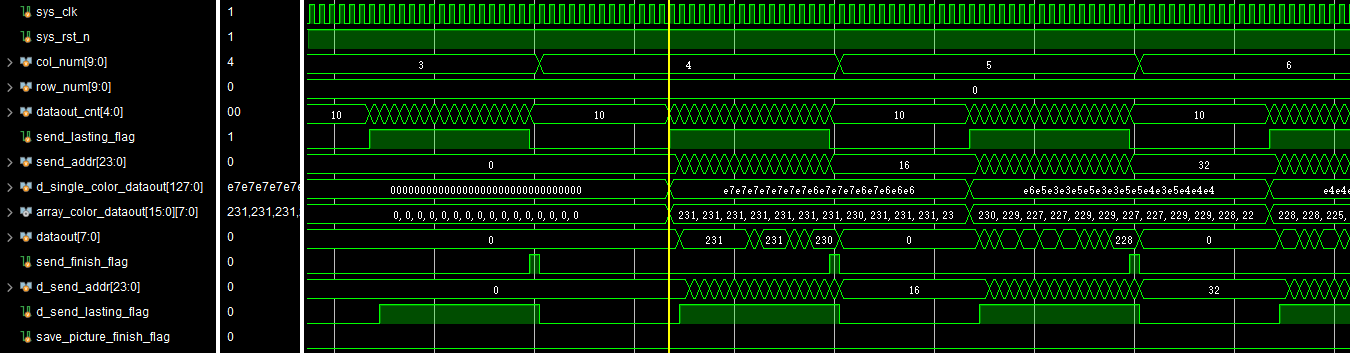 sys_clk 1
sys_rst_n 1
col_num[9:0] 4 3 4 5 6
row_num[9:0] 0 0
dataout_cnt[4:0] 00 10 10 10 10
send_lasting_flag 1
send_addr[23:0] 0 0 16 32
d_single_color_dataout[127:0] e7e7e7e7e7e 00000000000000000000000000000000 e7e7e7e7e7e7e7e6e7e7e7e6e7e6e6e6 e6e5e3e3e5e5e3e3e5e5e4e3e5e4e4e4 e4e4e
array_color_dataout[15:0][7:0] 231,231,231, 0, 0, 0, 0, 0, 0, 0, 0, 0, 0, 0, 0, 0 231, 231, 231, 231, 231, 231, 231, 230, 231, 231, 231, 23 230, 229, 227, 227, 229, 229, 227, 227, 229, 229, 228, 22 228, 228, 225,
dataout[7:0] 0 0 231 231 230 0 228 0
send_finish_flag 0
d_send_addr[23:0] 0 0 16 32
d_send_lasting_flag 0
save_picture_finish_flag 0